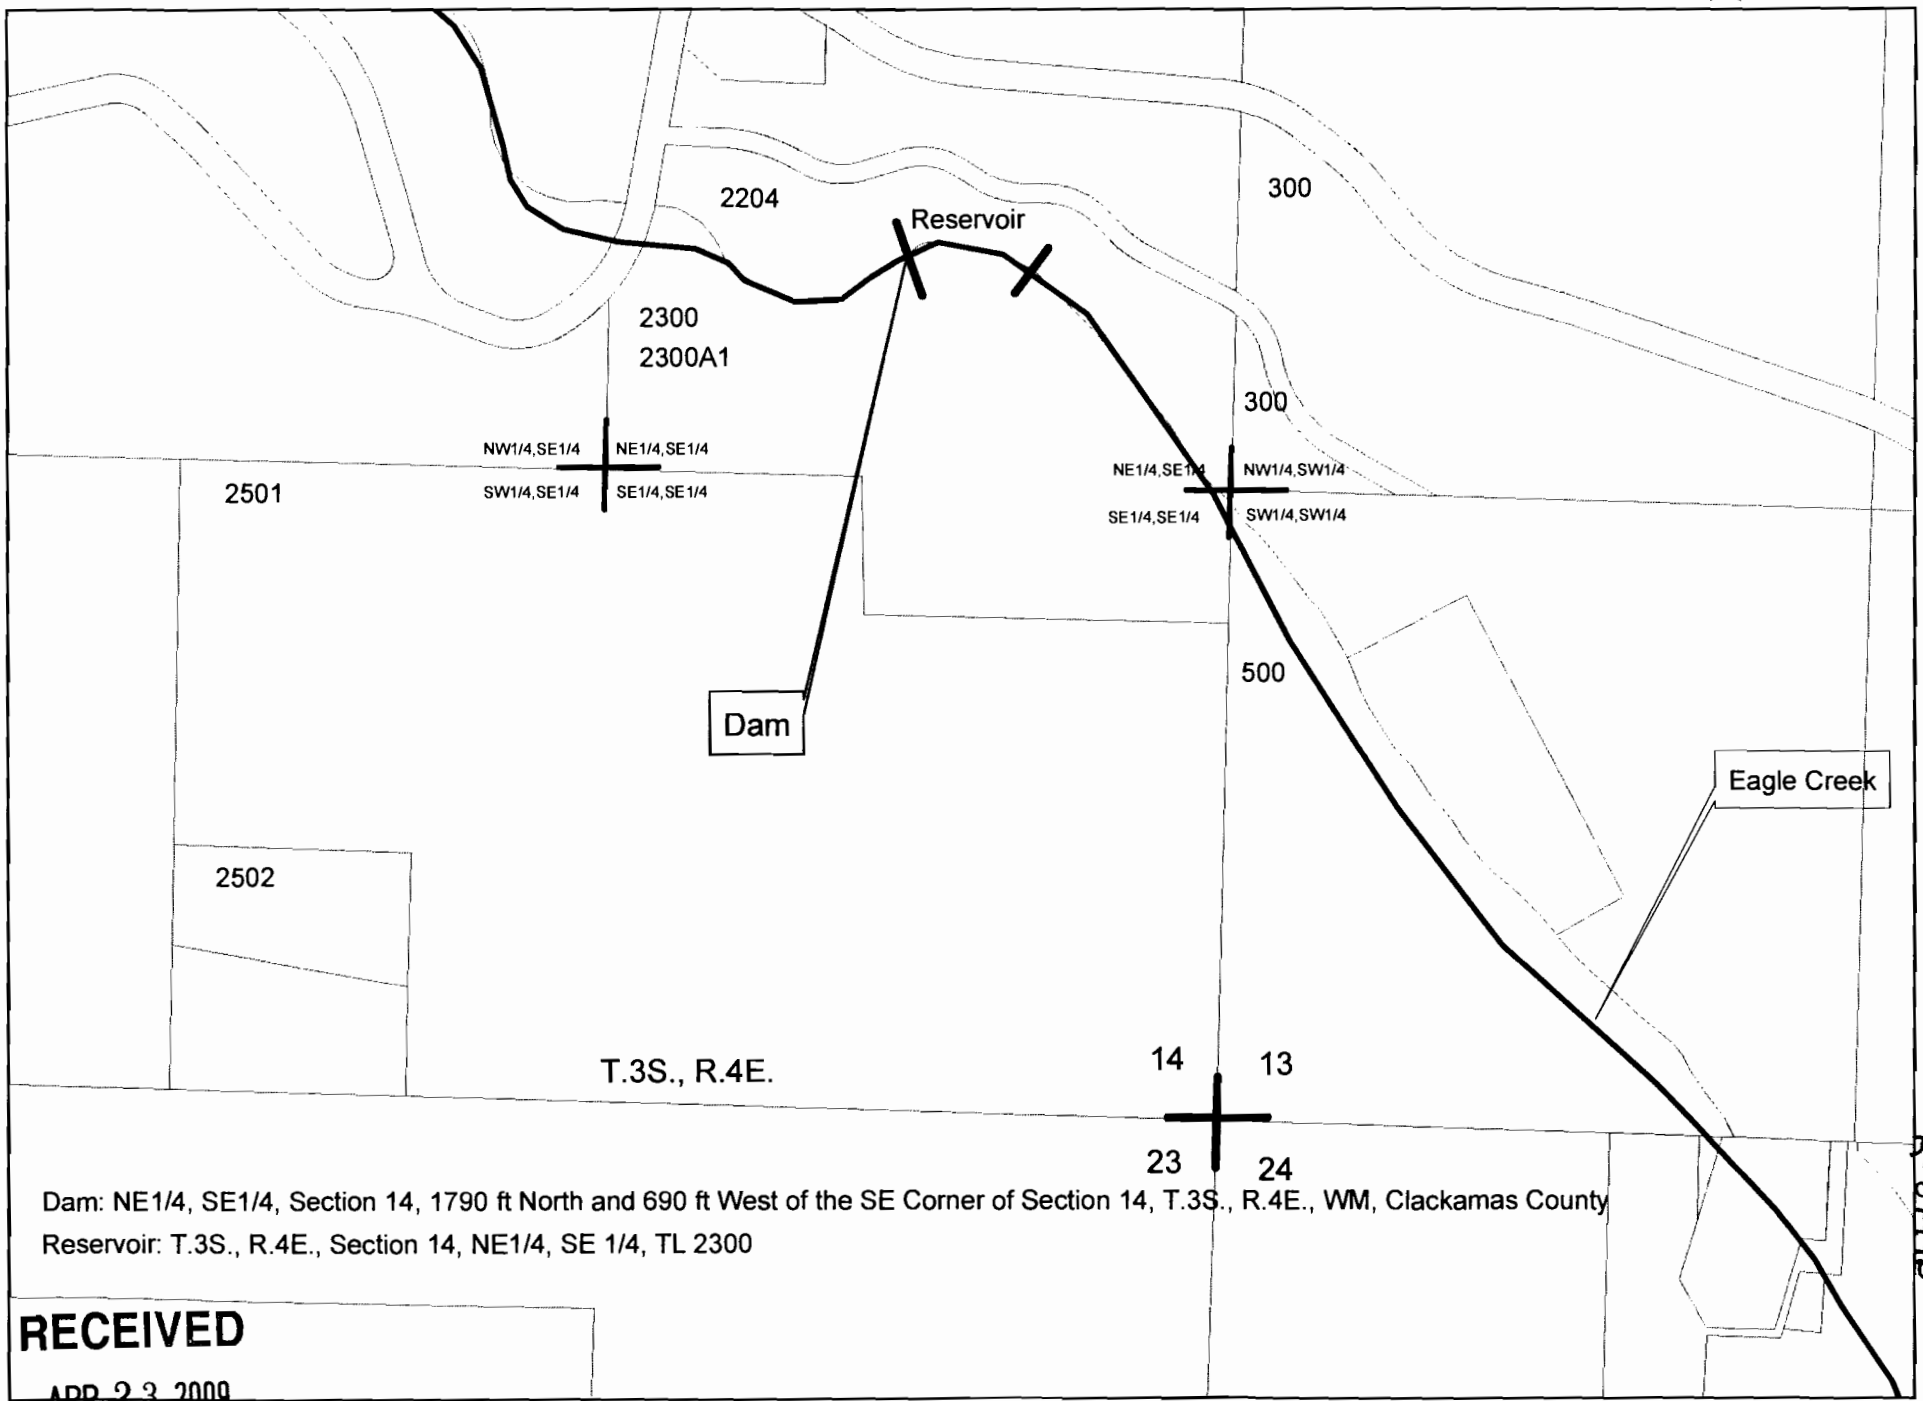 2204
Reservoir
300
2300
2300A1
300
NW1/4,SE1/4
NE1/4,SE1/4
SW1/4,SE1/4
SE1/4,SE1/4
NE1/4,SE1/4
NW1/4,SW1/4
SE1/4,SE1/4
SW1/4,SW1/4
2501
500
Dam
Eagle Creek
2502
T.3S., R.4E.
14
13
23
24
Dam: NE1/4, SE1/4, Section 14, 1790 ft North and 690 ft West of the SE Corner of Section 14, T.3S., R.4E., WM, Clackamas County
Reservoir: T.3S., R.4E., Section 14, NE1/4, SE 1/4, TL 2300
RECEIVED
APR 23 2009